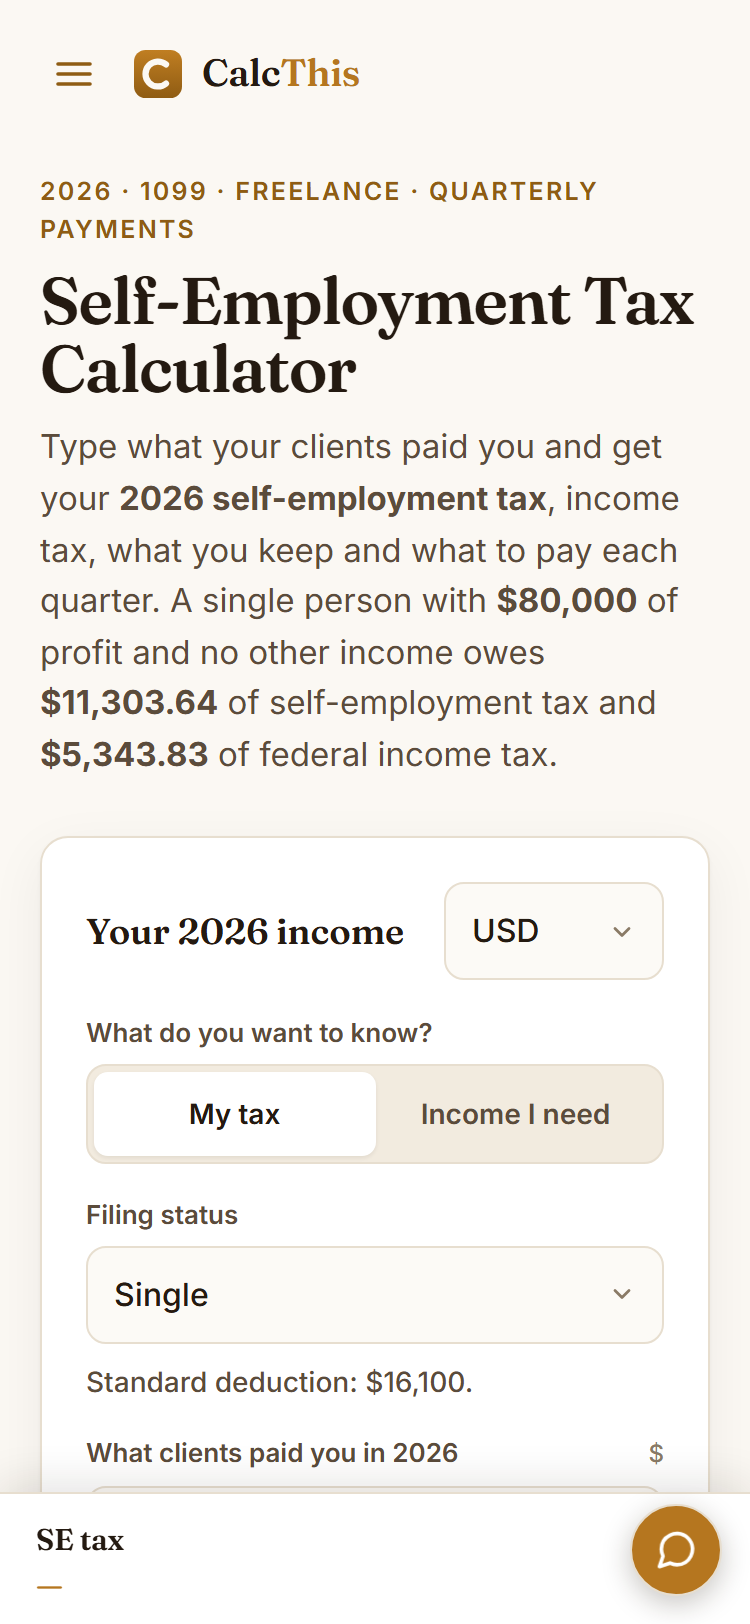 C CalcThis
2026 · 1099 · FREELANCE · QUARTERLY
PAYMENTS
Self-Employment Tax
Calculator
Type what your clients paid you and get
your 2026 self-employment tax, income
tax, what you keep and what to pay each
quarter. A single person with $80,000 of
profit and no other income owes
$11,303.64 of self-employment tax and
$5,343.83 of federal income tax.
Your 2026 income
USD
What do you want to know?
My tax
Income I need
Filing status
Single
Standard deduction: $16,100.
What clients paid you in 2026 $
SE tax
—